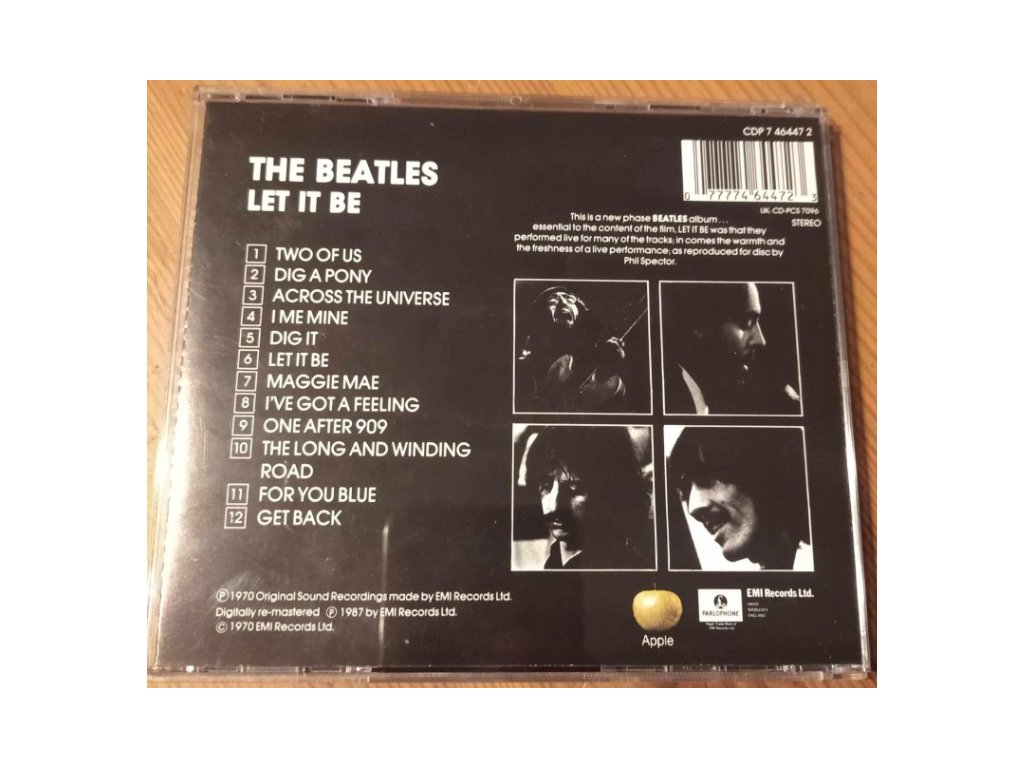 CDP 7 46447 2
0 77774 64472 3
UK: CD-PCS 7096
STEREO
THE BEATLES
LET IT BE
This is a new phase BEATLES album . . .
essential to the content of the film, LET IT BE was that they
performed live for many of the tracks; in comes the warmth and
the freshness of a live performance; as reproduced for disc by
Phil Spector.
1 TWO OF US
2 DIG A PONY
3 ACROSS THE UNIVERSE
4 I ME MINE
5 DIG IT
6 LET IT BE
7 MAGGIE MAE
8 I'VE GOT A FEELING
9 ONE AFTER 909
10 THE LONG AND WINDING
ROAD
11 FOR YOU BLUE
12 GET BACK
Ⓟ 1970 Original Sound Recordings made by EMI Records Ltd.
Digitally re-mastered Ⓟ 1987 by EMI Records Ltd.
© 1970 EMI Records Ltd.
Apple
PARLOPHONE
EMI Records Ltd.
HAYES
MIDDLESEX
ENGLAND